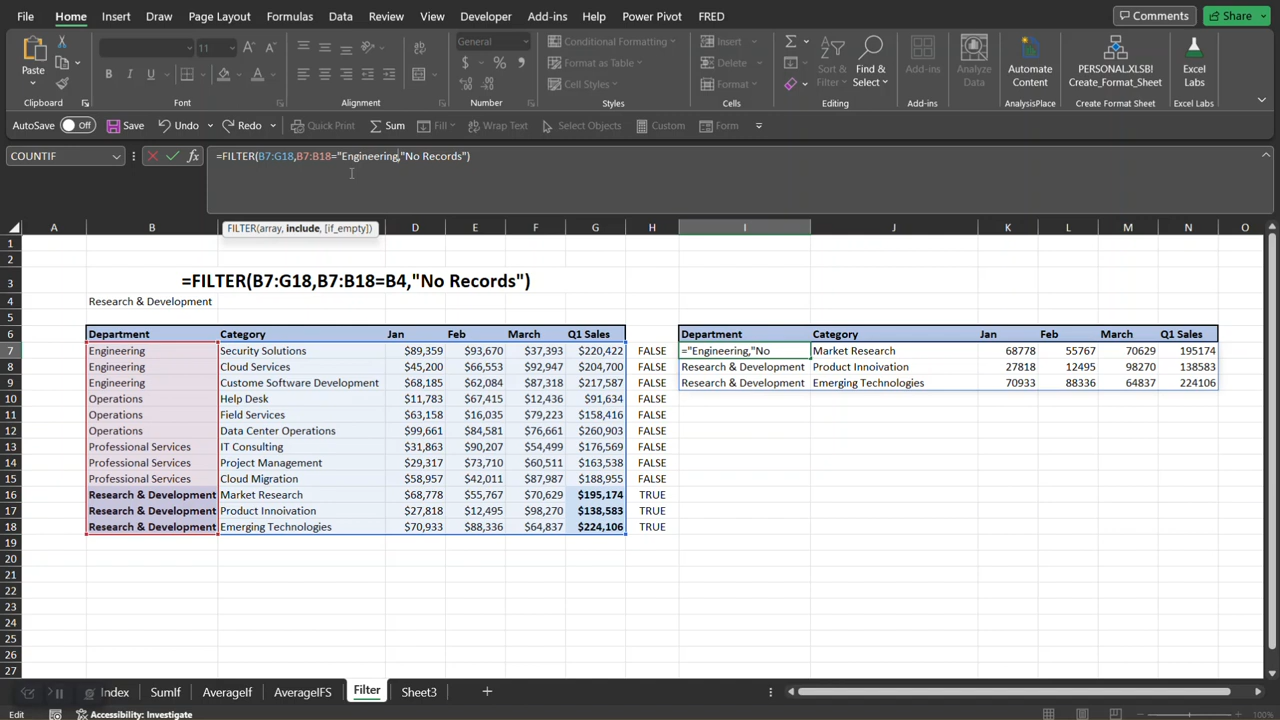 File Home Insert Draw Page Layout Formulas Data Review View Developer Add-ins Help Power Pivot FRED Comments Share
11 General Conditional Formatting Insert
Paste B I U Format as Table Delete Sort & Filter Find & Select Add-ins Analyze Data Automate Content PERSONAL.XLSB! Create_Format_Sheet Excel Labs
Cell Styles Format
Clipboard Font Alignment Number Styles Cells Editing Add-ins AnalysisPlace Create Format Sheet Excel Labs
AutoSave Off Save Undo Redo Quick Print Sum Fill Wrap Text Select Objects Custom Form
COUNTIF fx =FILTER(B7:G18,B7:B18="Engineering,"No Records")
FILTER(array, include, [if_empty])
A B D E F G H I J K L M N O
1
2
3 =FILTER(B7:G18,B7:B18=B4,"No Records")
4 Research & Development
5
6 Department Category Jan Feb March Q1 Sales Department Category Jan Feb March Q1 Sales
7 Engineering Security Solutions $89,359 $93,670 $37,393 $220,422 FALSE ="Engineering,"No Market Research 68778 55767 70629 195174
8 Engineering Cloud Services $45,200 $66,553 $92,947 $204,700 FALSE Research & Development Product Innoivation 27818 12495 98270 138583
9 Engineering Custome Software Development $68,185 $62,084 $87,318 $217,587 FALSE Research & Development Emerging Technologies 70933 88336 64837 224106
10 Operations Help Desk $11,783 $67,415 $12,436 $91,634 FALSE
11 Operations Field Services $63,158 $16,035 $79,223 $158,416 FALSE
12 Operations Data Center Operations $99,661 $84,581 $76,661 $260,903 FALSE
13 Professional Services IT Consulting $31,863 $90,207 $54,499 $176,569 FALSE
14 Professional Services Project Management $29,317 $73,710 $60,511 $163,538 FALSE
15 Professional Services Cloud Migration $58,957 $42,011 $87,987 $188,955 FALSE
16 Research & Development Market Research $68,778 $55,767 $70,629 $195,174 TRUE
17 Research & Development Product Innoivation $27,818 $12,495 $98,270 $138,583 TRUE
18 Research & Development Emerging Technologies $70,933 $88,336 $64,837 $224,106 TRUE
19
20
21
22
23
24
25
26
27
Index SumIf AverageIf AverageIFS Filter Sheet3
Edit Accessibility: Investigate 100%